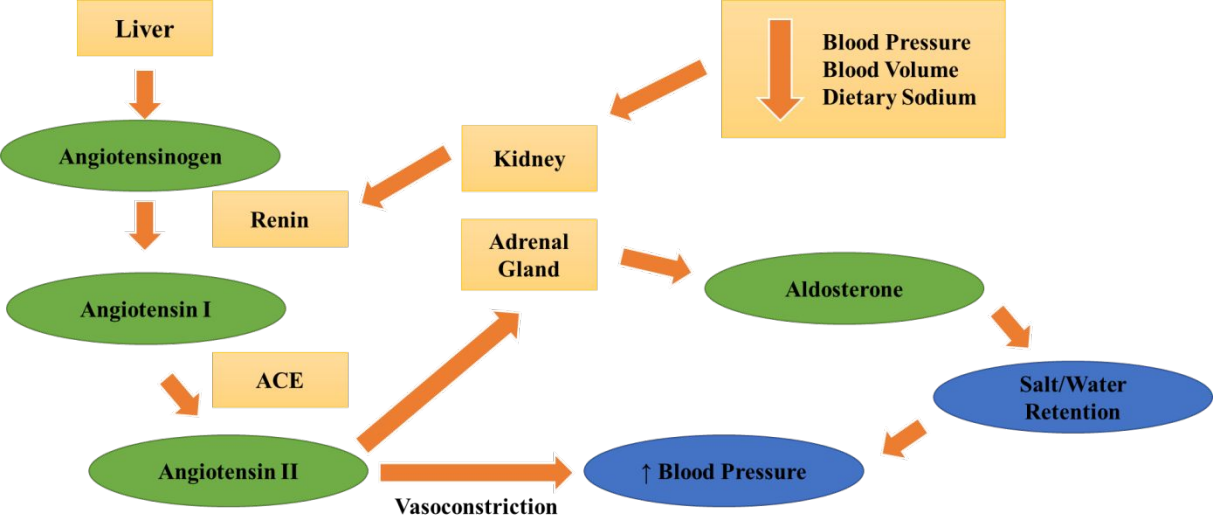 Liver
Blood Pressure
Blood Volume
Dietary Sodium
Angiotensinogen
Kidney
Renin
Adrenal
Gland
Aldosterone
Angiotensin I
ACE
Salt/Water
Retention
Angiotensin II
↑ Blood Pressure
Vasoconstriction